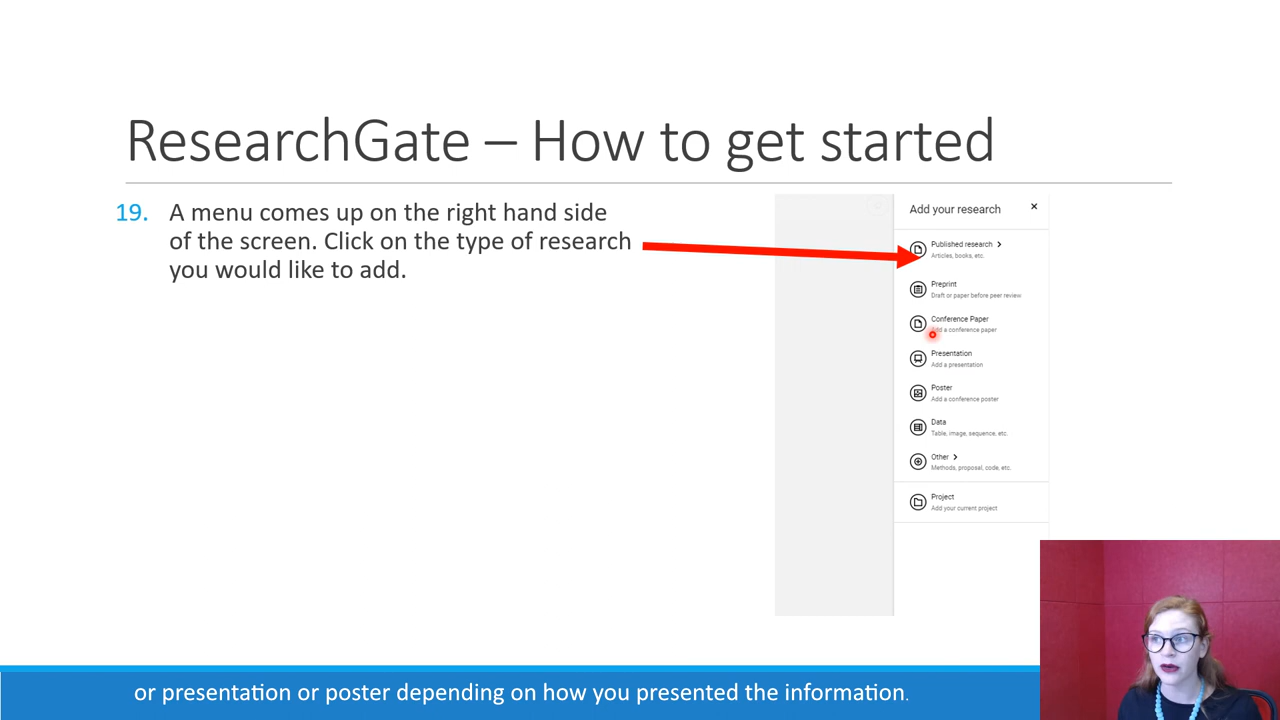 ResearchGate – How to get started
19. A menu comes up on the right hand side
of the screen. Click on the type of research
you would like to add.
Add your research
Published research
Articles, books, etc.
Preprint
Draft or paper before peer review
Conference Paper
Add a conference paper
Presentation
Add a presentation
Poster
Add a conference poster
Data
Table, image, sequence, etc.
Other
Methods, proposal, code, etc.
Project
Add your current project
or presentation or poster depending on how you presented the information.